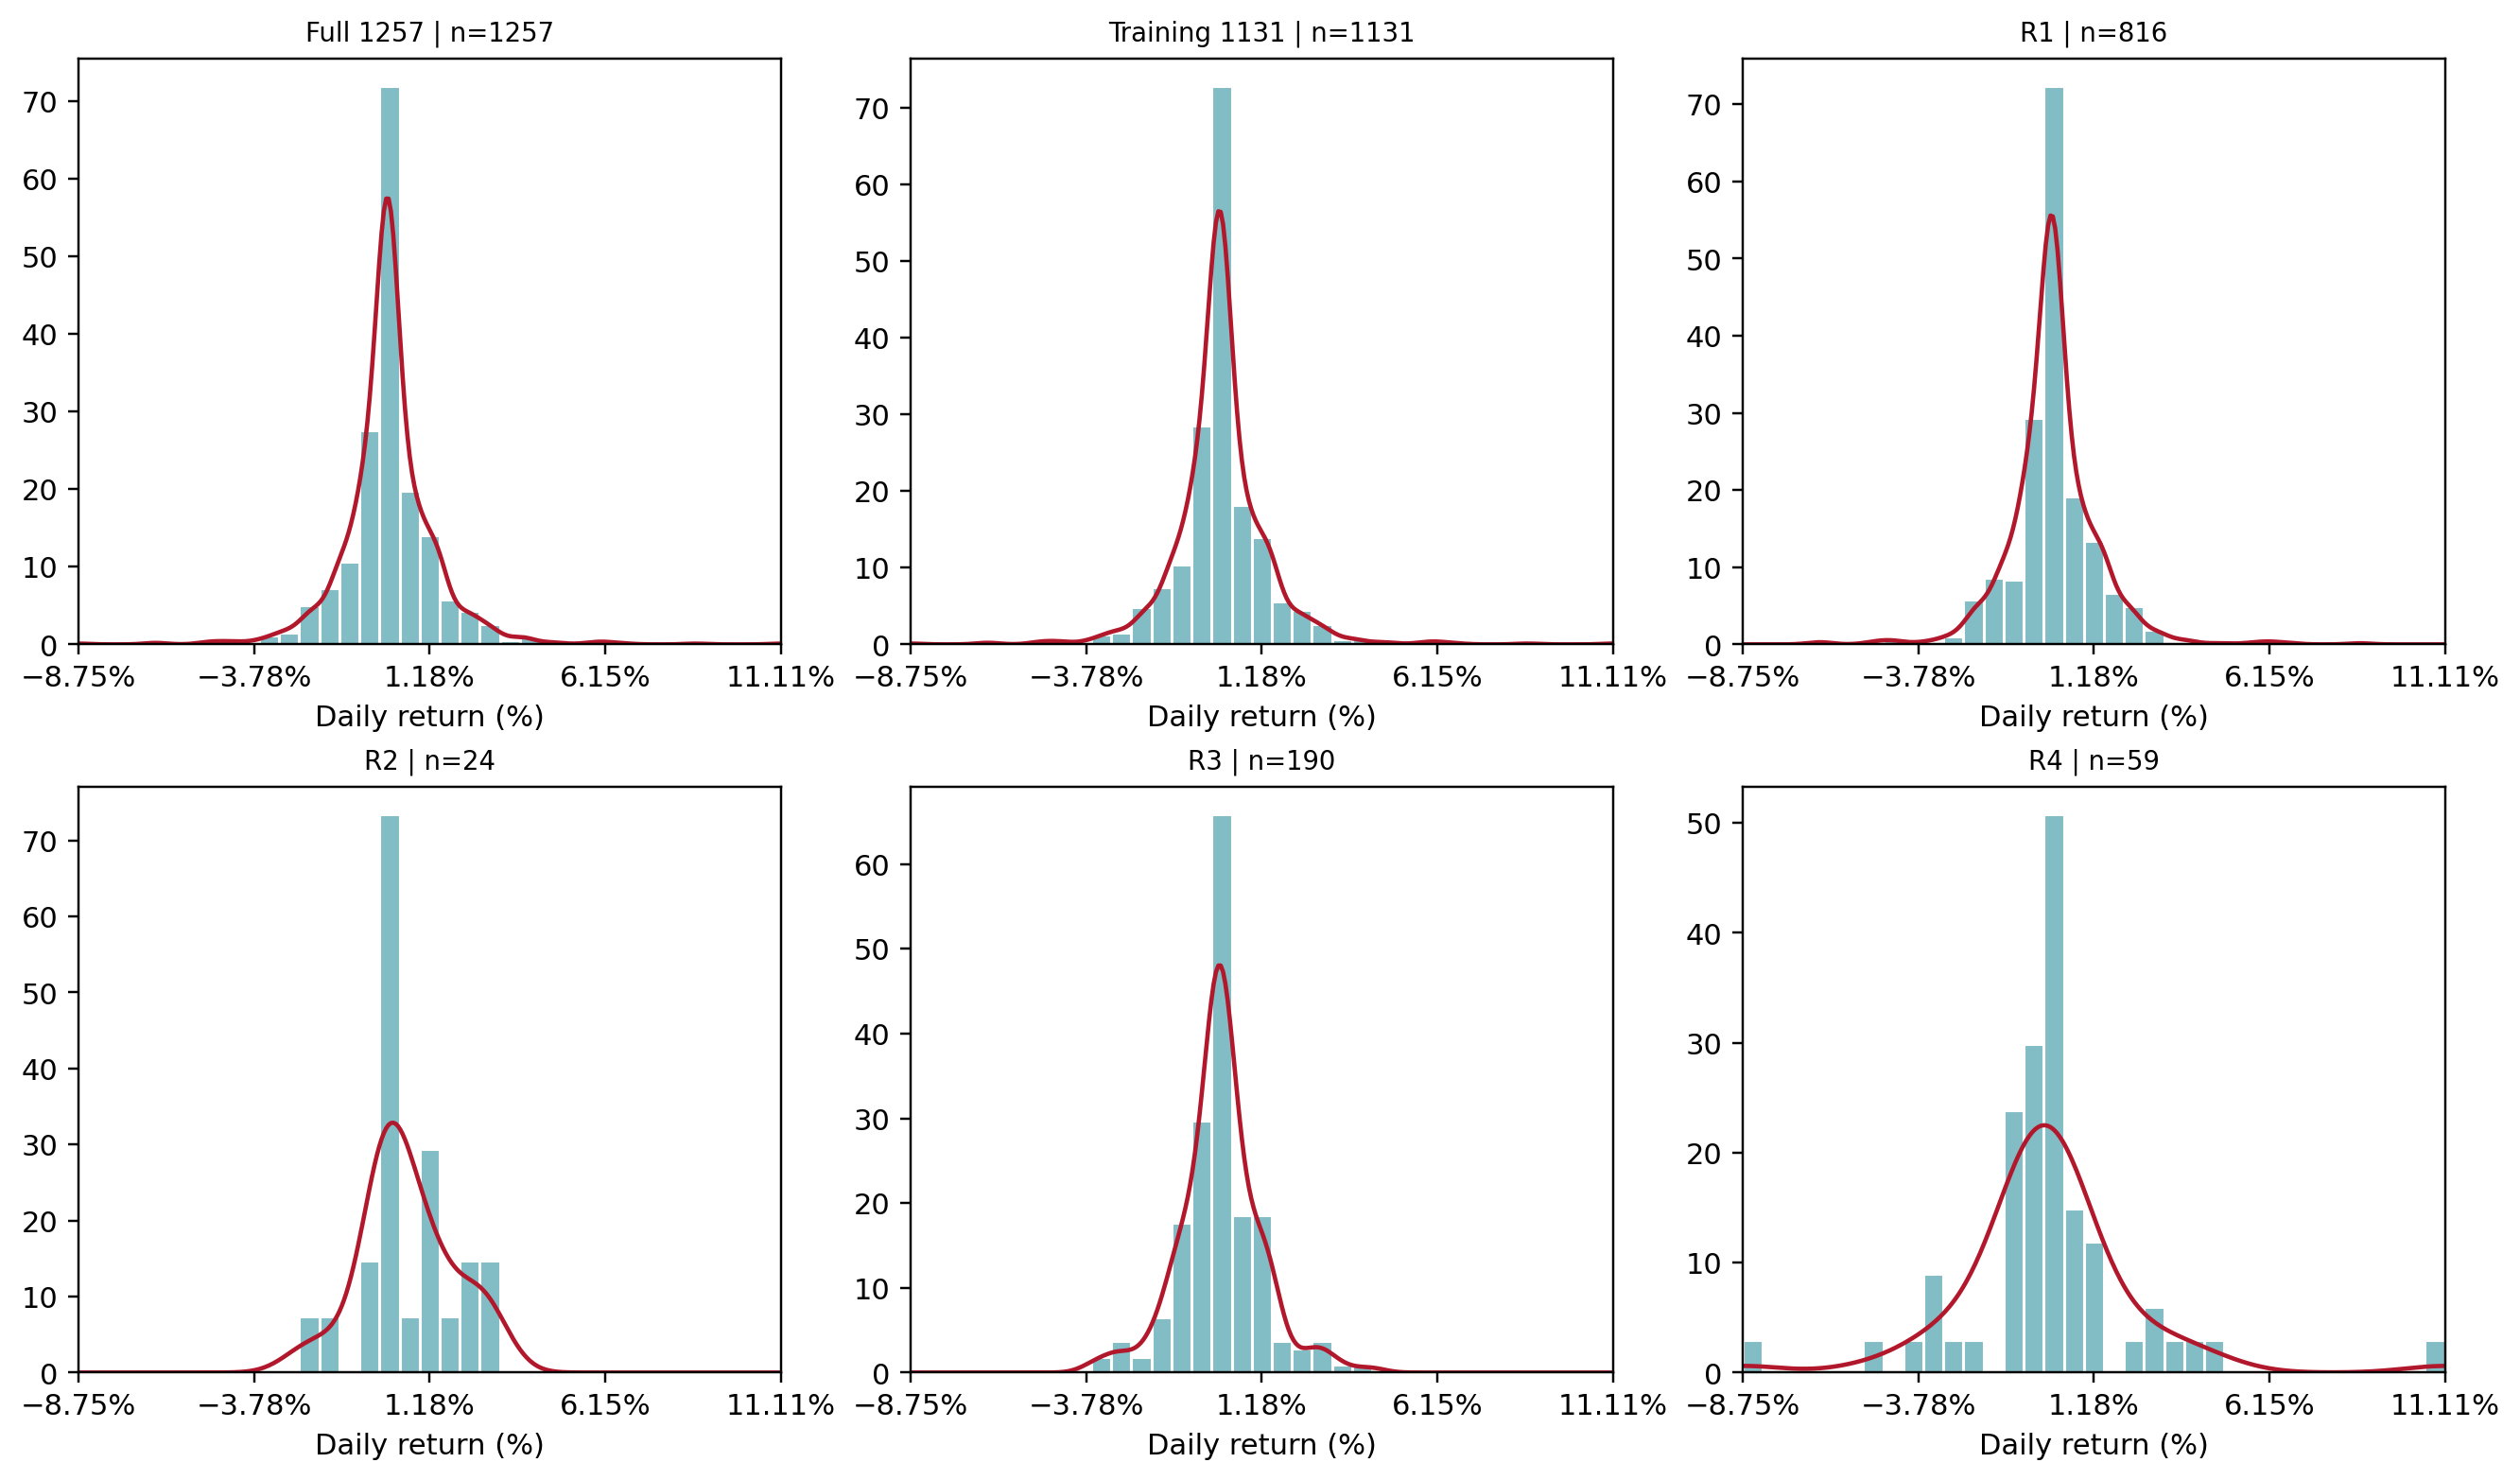 Full 1257 | n=1257
70
60
50
40
30
20
10
0
−8.75% −3.78% 1.18% 6.15% 11.11%
Daily return (%)
Training 1131 | n=1131
70
60
50
40
30
20
10
0
−8.75% −3.78% 1.18% 6.15% 11.11%
Daily return (%)
R1 | n=816
70
60
50
40
30
20
10
0
−8.75% −3.78% 1.18% 6.15% 11.11%
Daily return (%)
R2 | n=24
70
60
50
40
30
20
10
0
−8.75% −3.78% 1.18% 6.15% 11.11%
Daily return (%)
R3 | n=190
60
50
40
30
20
10
0
−8.75% −3.78% 1.18% 6.15% 11.11%
Daily return (%)
R4 | n=59
50
40
30
20
10
0
−8.75% −3.78% 1.18% 6.15% 11.11%
Daily return (%)